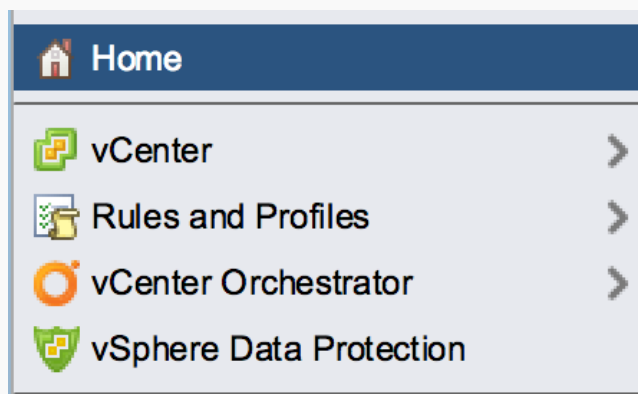 Home
vCenter
Rules and Profiles
vCenter Orchestrator
vSphere Data Protection